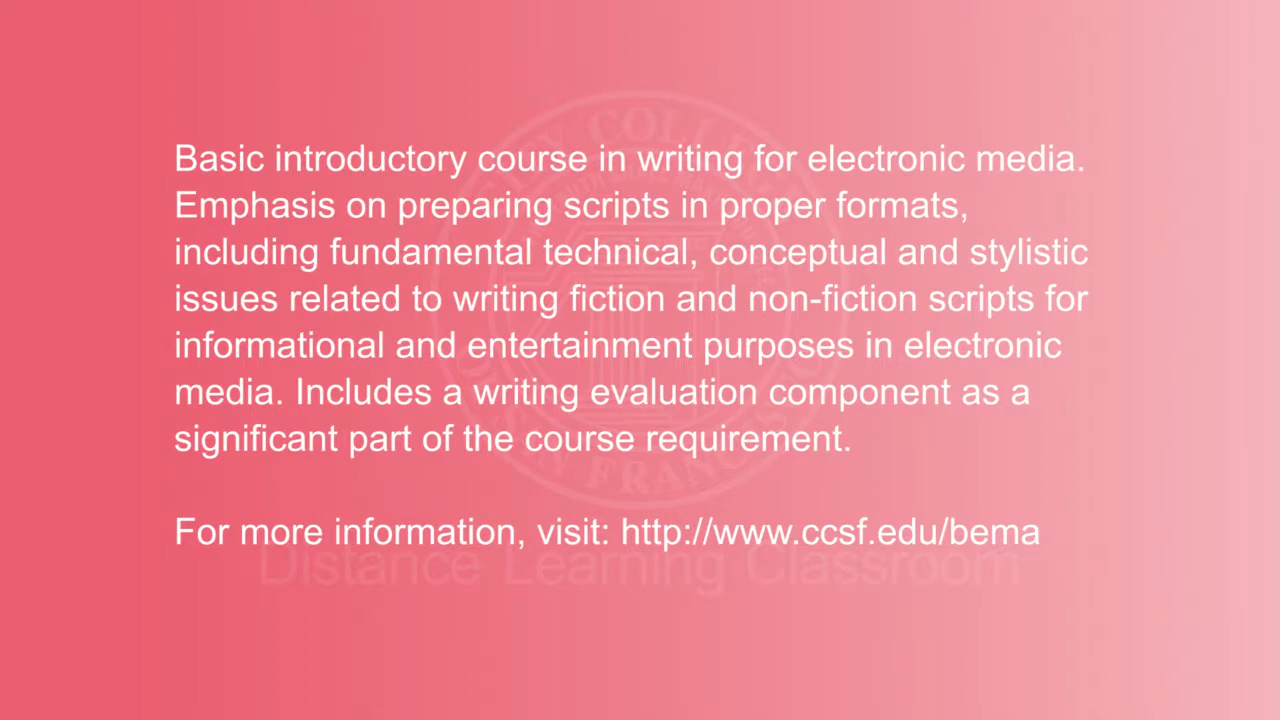 Basic introductory course in writing for electronic media.
Emphasis on preparing scripts in proper formats,
including fundamental technical, conceptual and stylistic
issues related to writing fiction and non-fiction scripts for
informational and entertainment purposes in electronic
media. Includes a writing evaluation component as a
significant part of the course requirement.
For more information, visit: http://www.ccsf.edu/bema
Distance Learning Classroom